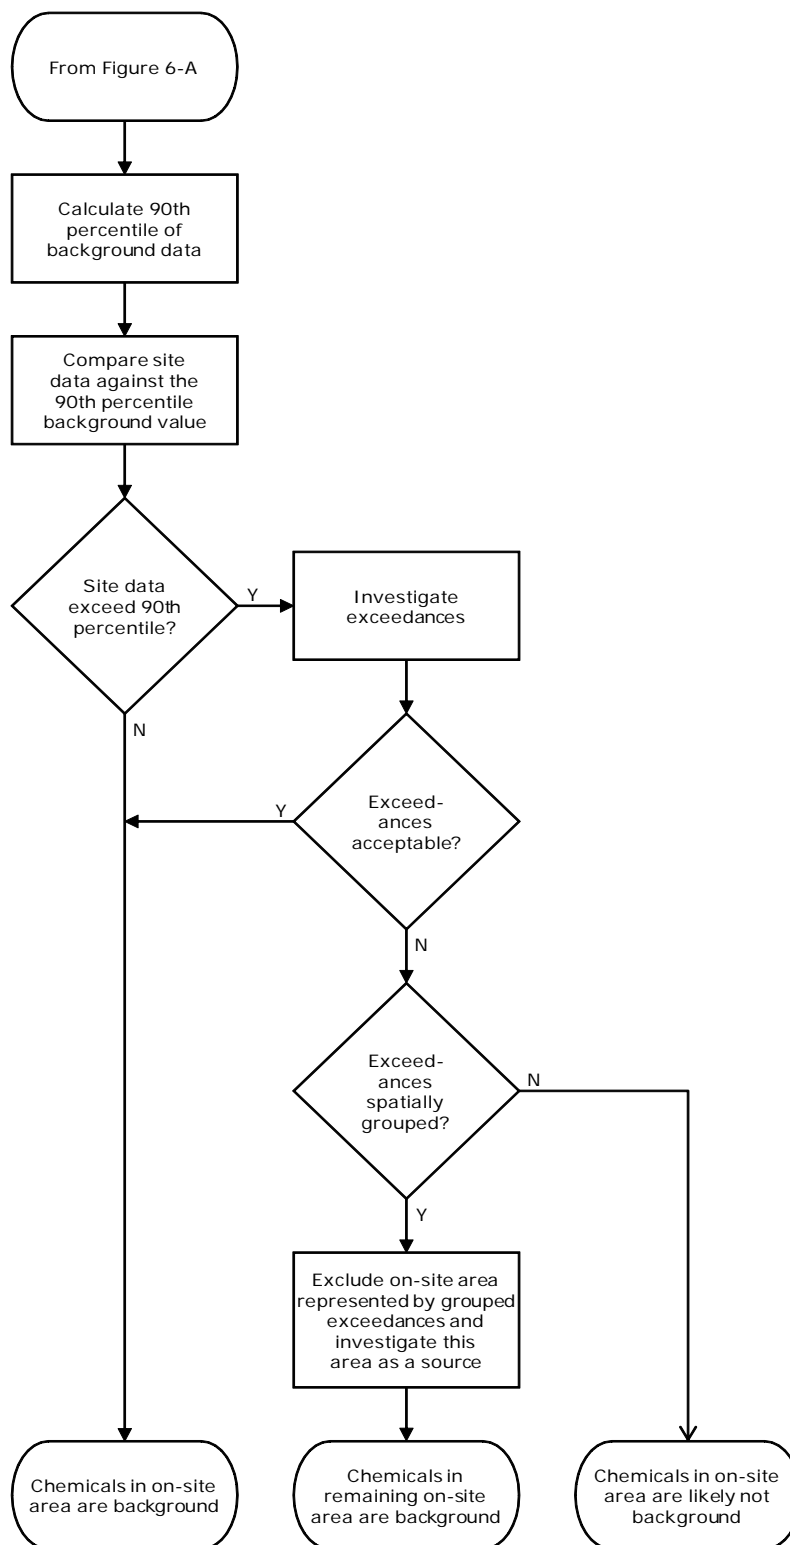 From Figure 6-A
Calculate 90th
percentile of
background data
Compare site
data against the
90th percentile
background value
Site data
exceed 90th
percentile?
Y
Investigate
exceedances
N
Exceed-
ances
acceptable?
Y
N
Exceed-
ances
spatially
grouped?
N
Y
Exclude on-site area
represented by grouped
exceedances and
investigate this
area as a source
Chemicals in on-site
area are background
Chemicals in
remaining on-site
area are background
Chemicals in on-site
area are likely not
background